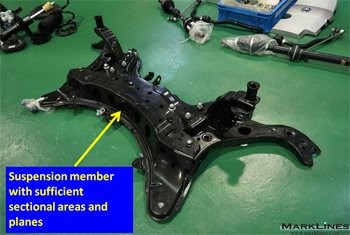 Suspension member
with sufficient
sectional areas and
planes
MARKLINES